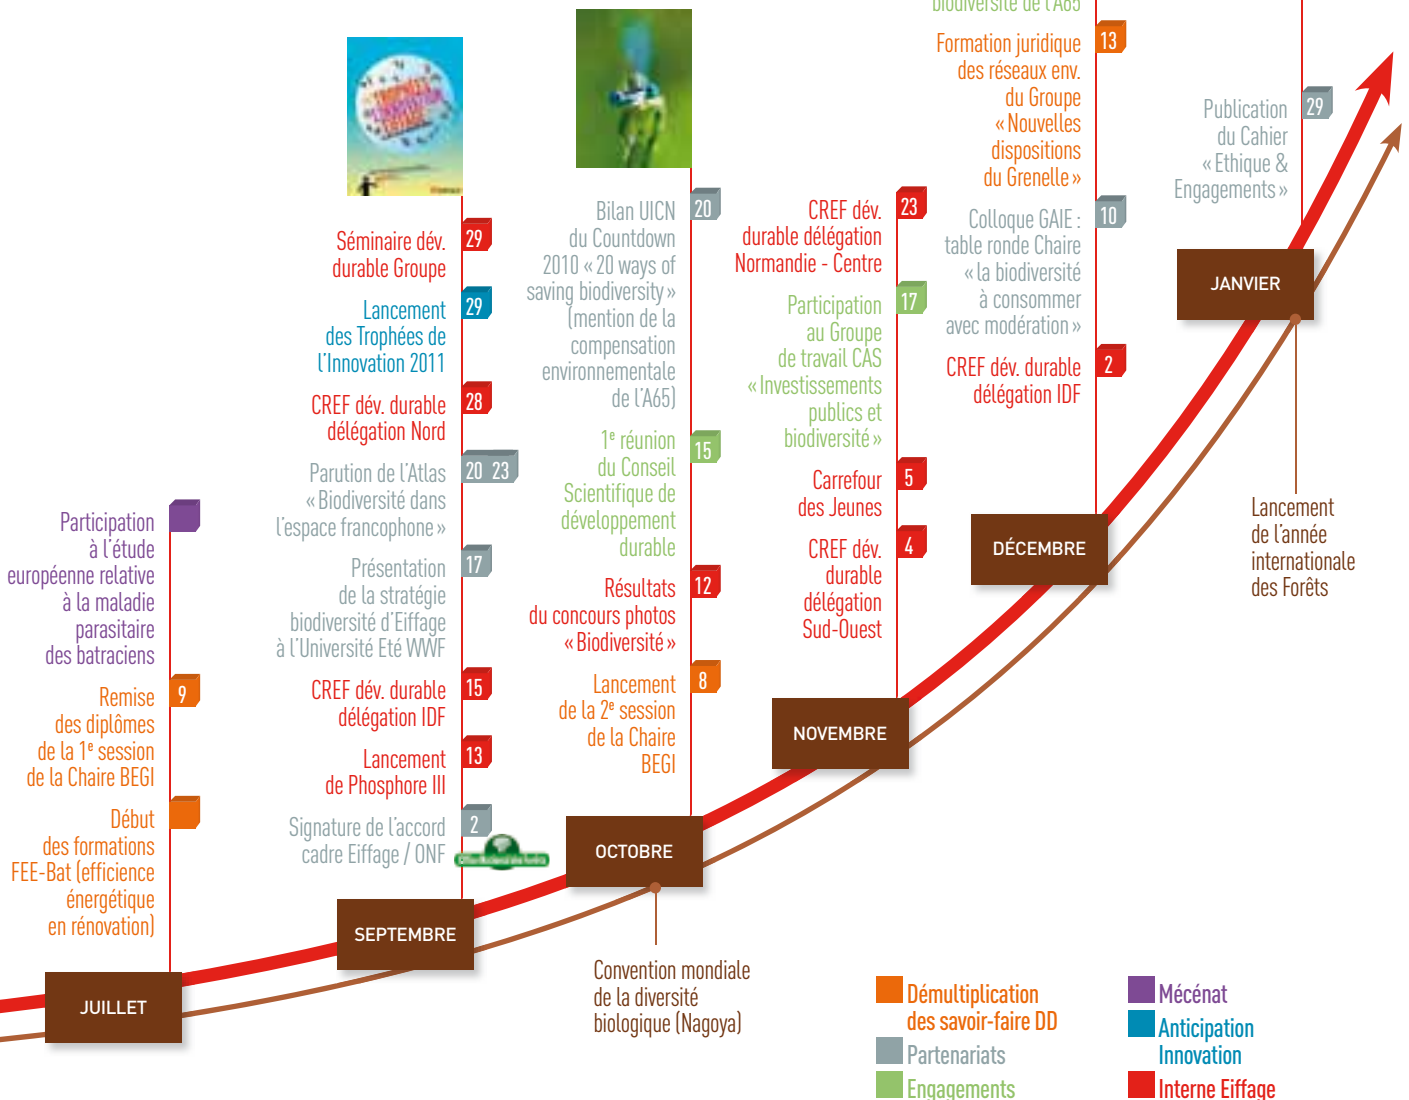 Participation
à l'étude
européenne relative
à la maladie
parasitaire
des batraciens
9
Remise
des diplômes
de la 1e session
de la Chaire BEGI
Début
des formations
FEE-Bat (efficience
énergétique
en rénovation)
JUILLET
29
Séminaire dév.
durable Groupe
29
Lancement
des Trophées de
l'Innovation 2011
28
CREF dév. durable
délégation Nord
20 23
Parution de l'Atlas
« Biodiversité dans
l'espace francophone »
17
Présentation
de la stratégie
biodiversité d'Eiffage
à l'Université Eté WWF
15
CREF dév. durable
délégation IDF
13
Lancement
de Phosphore III
2
Signature de l'accord
cadre Eiffage / ONF
SEPTEMBRE
20
Bilan UICN
du Countdown
2010 « 20 ways of
saving biodiversity »
(mention de la
compensation
environnementale
de l'A65)
15
1e réunion
du Conseil
Scientifique de
développement
durable
12
Résultats
du concours photos
« Biodiversité »
8
Lancement
de la 2e session
de la Chaire
BEGI
OCTOBRE
Convention mondiale
de la diversité
biologique (Nagoya)
23
CREF dév.
durable délégation
Normandie - Centre
17
Participation
au Groupe
de travail CAS
« Investissements
publics et
biodiversité »
5
Carrefour
des Jeunes
4
CREF dév.
durable
délégation
Sud-Ouest
NOVEMBRE
biodiversité de l'A65
13
Formation juridique
des réseaux env.
du Groupe
« Nouvelles
dispositions
du Grenelle »
10
Colloque GAIE :
table ronde Chaire
« la biodiversité
à consommer
avec modération »
2
CREF dév. durable
délégation IDF
DÉCEMBRE
29
Publication
du Cahier
« Ethique &
Engagements »
JANVIER
Lancement
de l'année
internationale
des Forêts
Démultiplication
des savoir-faire DD
Partenariats
Engagements
Mécénat
Anticipation
Innovation
Interne Eiffage